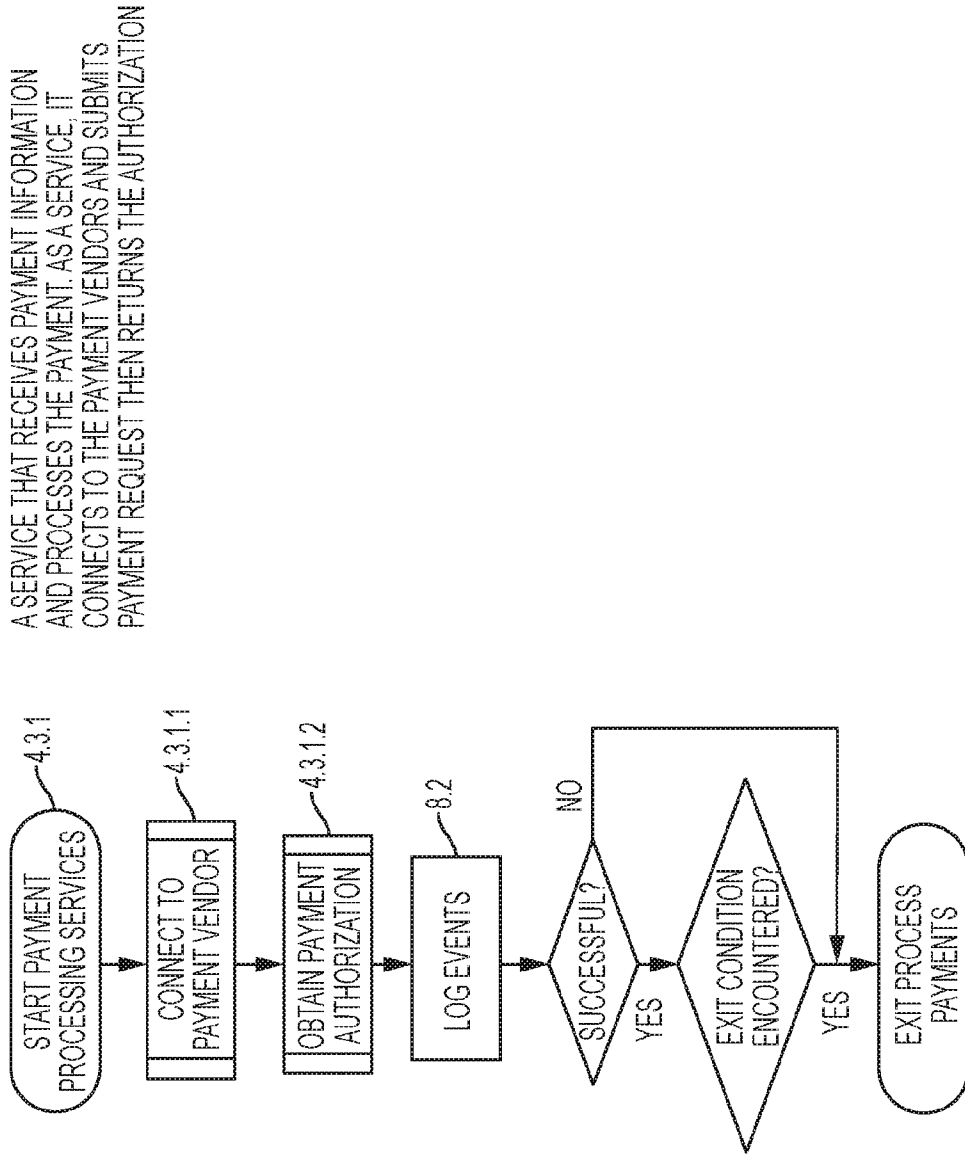 A SERVICE THAT RECEIVES PAYMENT INFORMATION
AND PROCESSES THE PAYMENT. AS A SERVICE, IT
CONNECTS TO THE PAYMENT VENDORS AND SUBMITS
PAYMENT REQUEST THEN RETURNS THE AUTHORIZATION
START PAYMENT
PROCESSING SERVICES
4.3.1
CONNECT TO
PAYMENT VENDOR
4.3.1.1
OBTAIN PAYMENT
AUTHORIZATION
4.3.1.2
LOG EVENTS
8.2
SUCCESSFUL?
NO
YES
EXIT CONDITION
ENCOUNTERED?
YES
EXIT PROCESS
PAYMENTS